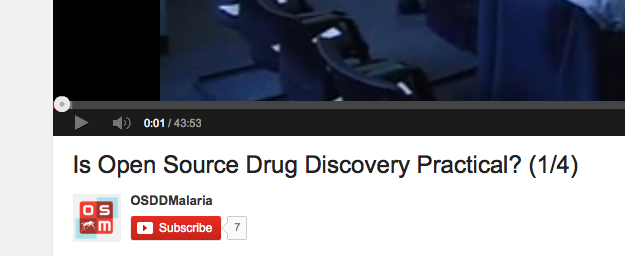 0:01 / 43:53
Is Open Source Drug Discovery Practical? (1/4)
OSDDMalaria
OS
m
Subscribe 7